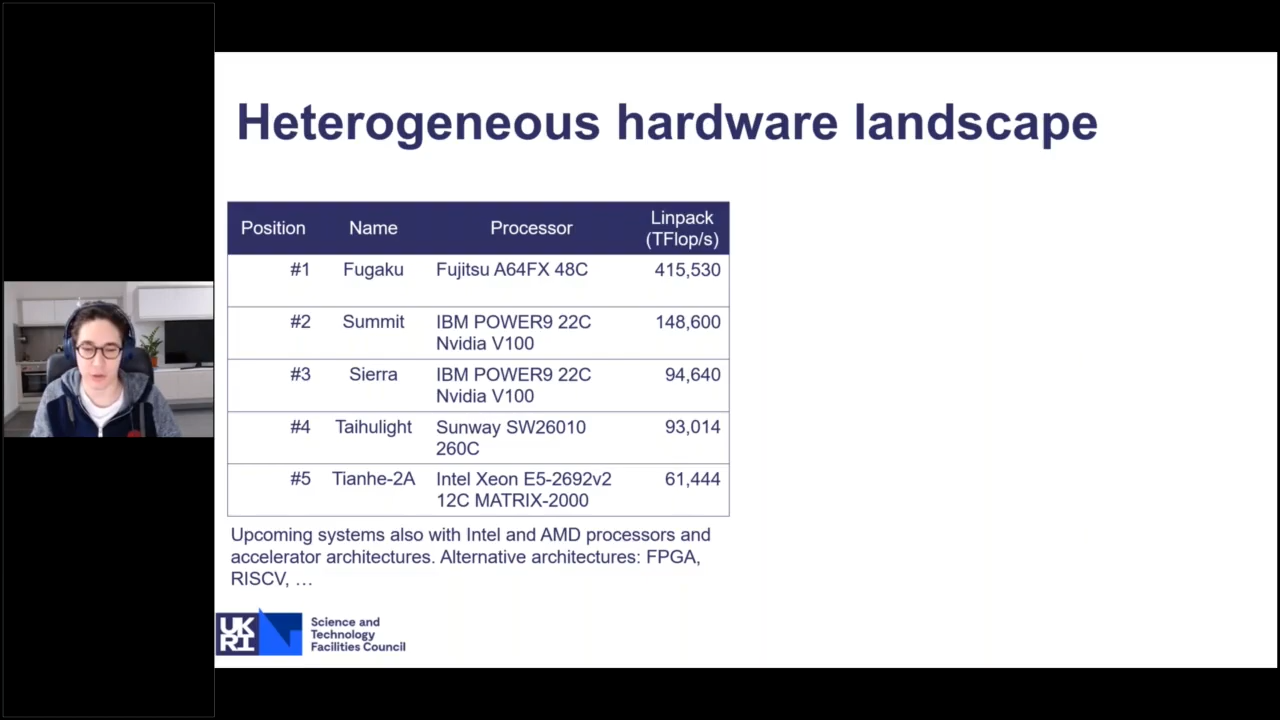 Heterogeneous hardware landscape
Position Name Processor Linpack (TFlop/s)
#1 Fugaku Fujitsu A64FX 48C 415,530
#2 Summit IBM POWER9 22C 148,600
Nvidia V100
#3 Sierra IBM POWER9 22C 94,640
Nvidia V100
#4 Taihulight Sunway SW26010 93,014
260C
#5 Tianhe-2A Intel Xeon E5-2692v2 61,444
12C MATRIX-2000
Upcoming systems also with Intel and AMD processors and
accelerator architectures. Alternative architectures: FPGA,
RISCV, …
UK
RI
Science and
Technology
Facilities Council